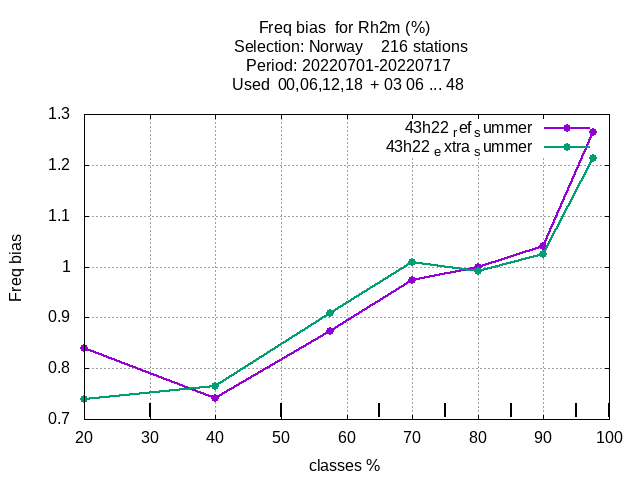 Freq bias  for Rh2m (%)
Selection: Norway    216 stations
Period: 20220701-20220717
Used  00,06,12,18  + 03 06 ... 48
43h22 ref summer
43h22 extra summer
1.3
1.2
1.1
1
0.9
0.8
0.7
Freq bias
20 30 40 50 60 70 80 90 100
classes %